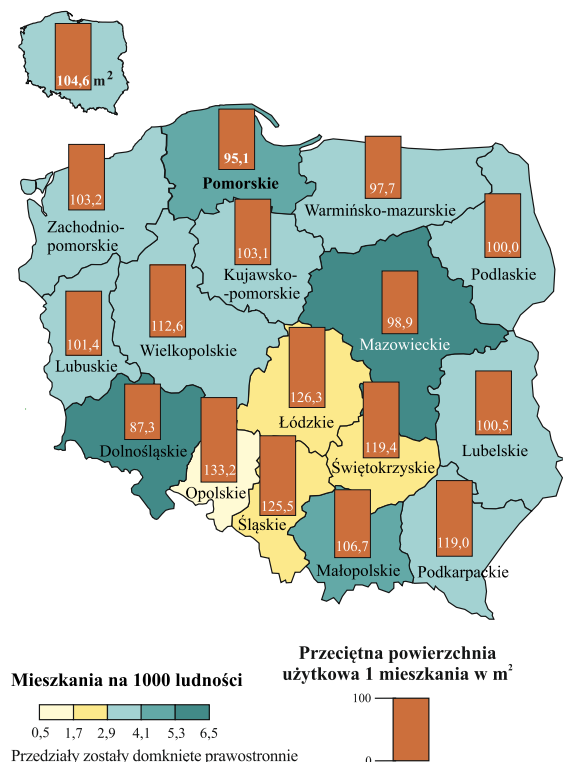 104,6 m²
95,1
Pomorskie
103,2
Zachodnio-
pomorskie
97,7
Warmińsko-mazurskie
103,1
Kujawsko-
-pomorskie
100,0
Podlaskie
101,4
Lubuskie
112,6
Wielkopolskie
98,9
Mazowieckie
126,3
Łódzkie
87,3
Dolnośląskie
133,2
Opolskie
119,4
Świętokrzyskie
100,5
Lubelskie
125,5
Śląskie
106,7
Małopolskie
119,0
Podkarpackie
Mieszkania na 1000 ludności
0,5 1,7 2,9 4,1 5,3 6,5
Przedziały zostały domknięte prawostronnie
Przeciętna powierzchnia
użytkowa 1 mieszkania w m²
100
0